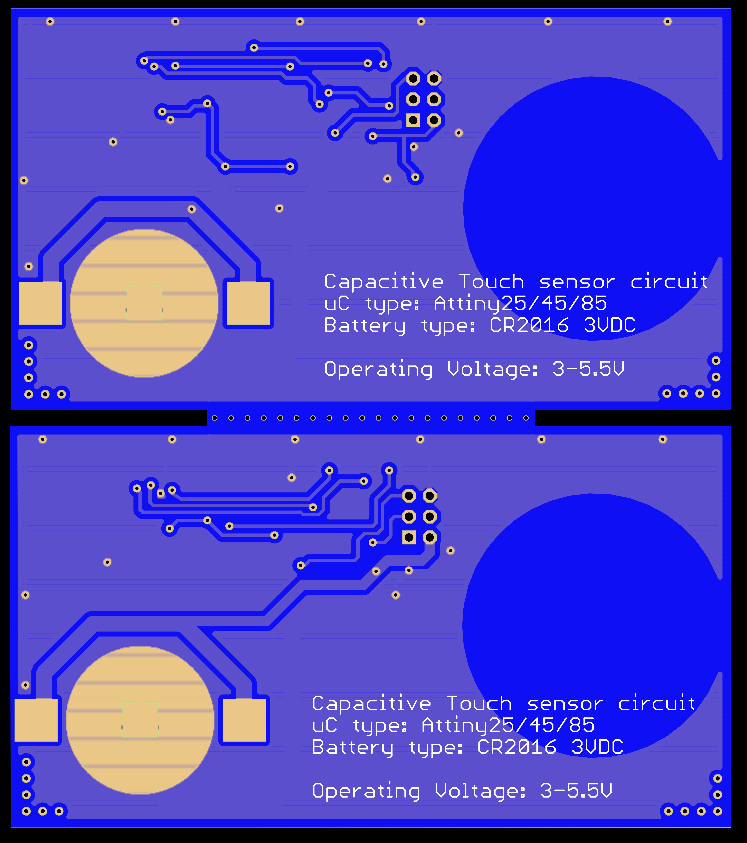 Capacitive Touch sensor circuit
uC type: Attiny25/45/85
Battery type: CR2016 3VDC
Operating Voltage: 3-5.5V
Capacitive Touch sensor circuit
uC type: Attiny25/45/85
Battery type: CR2016 3VDC
Operating Voltage: 3-5.5V